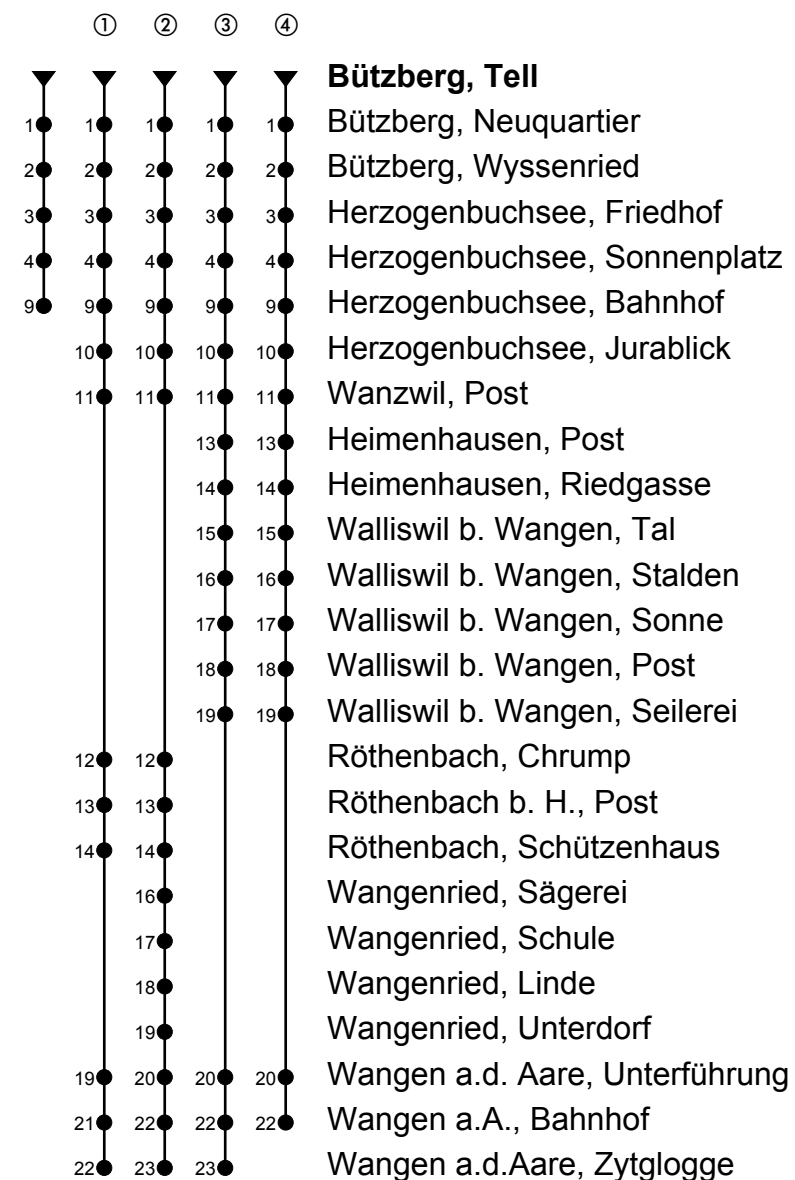 ① ② ③ ④
Bützberg, Tell
1 1 1 1 1 Bützberg, Neuquartier
2 2 2 2 2 Bützberg, Wyssenried
3 3 3 3 3 Herzogenbuchsee, Friedhof
4 4 4 4 4 Herzogenbuchsee, Sonnenplatz
9 9 9 9 9 Herzogenbuchsee, Bahnhof
10 10 10 10 Herzogenbuchsee, Jurablick
11 11 11 11 Wanzwil, Post
13 13 Heimenhausen, Post
14 14 Heimenhausen, Riedgasse
15 15 Walliswil b. Wangen, Tal
16 16 Walliswil b. Wangen, Stalden
17 17 Walliswil b. Wangen, Sonne
18 18 Walliswil b. Wangen, Post
19 19 Walliswil b. Wangen, Seilerei
12 12 Röthenbach, Chrump
13 13 Röthenbach b. H., Post
14 14 Röthenbach, Schützenhaus
16 Wangenried, Sägerei
17 Wangenried, Schule
18 Wangenried, Linde
19 Wangenried, Unterdorf
19 20 20 20 Wangen a.d. Aare, Unterführung
21 22 22 22 Wangen a.A., Bahnhof
22 23 23 Wangen a.d.Aare, Zytglogge